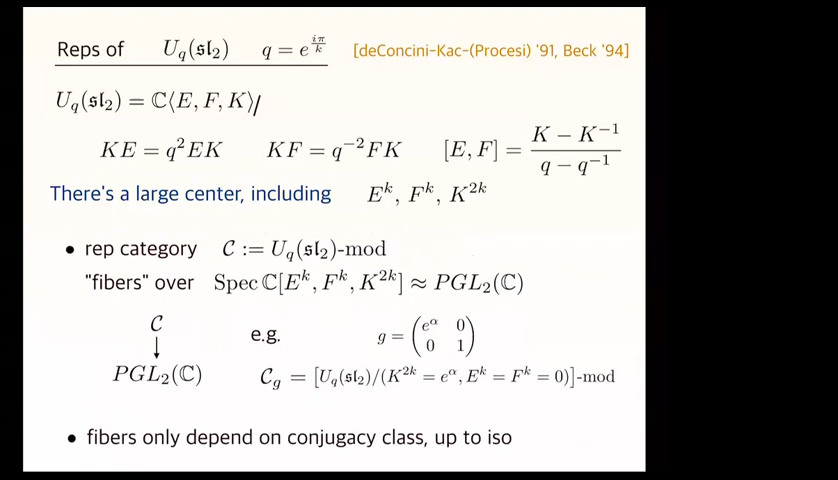 Reps of U_q(𝔰𝔩₂) q = e^{iπ/k} [deConcini-Kac-(Procesi) '91, Beck '94]
U_q(𝔰𝔩₂) = ℂ⟨E, F, K⟩/
KE = q²EK KF = q⁻²FK [E, F] = (K − K⁻¹)/(q − q⁻¹)
There's a large center, including E^k, F^k, K^{2k}
• rep category 𝒞 := U_q(𝔰𝔩₂)-mod
"fibers" over Spec ℂ[E^k, F^k, K^{2k}] ≈ PGL₂(ℂ)
𝒞 ↓ PGL₂(ℂ)
e.g. g = (e^α 0 ; 0 1)
𝒞_g = [U_q(𝔰𝔩₂)/(K^{2k} = e^α, E^k = F^k = 0)]-mod
• fibers only depend on conjugacy class, up to iso